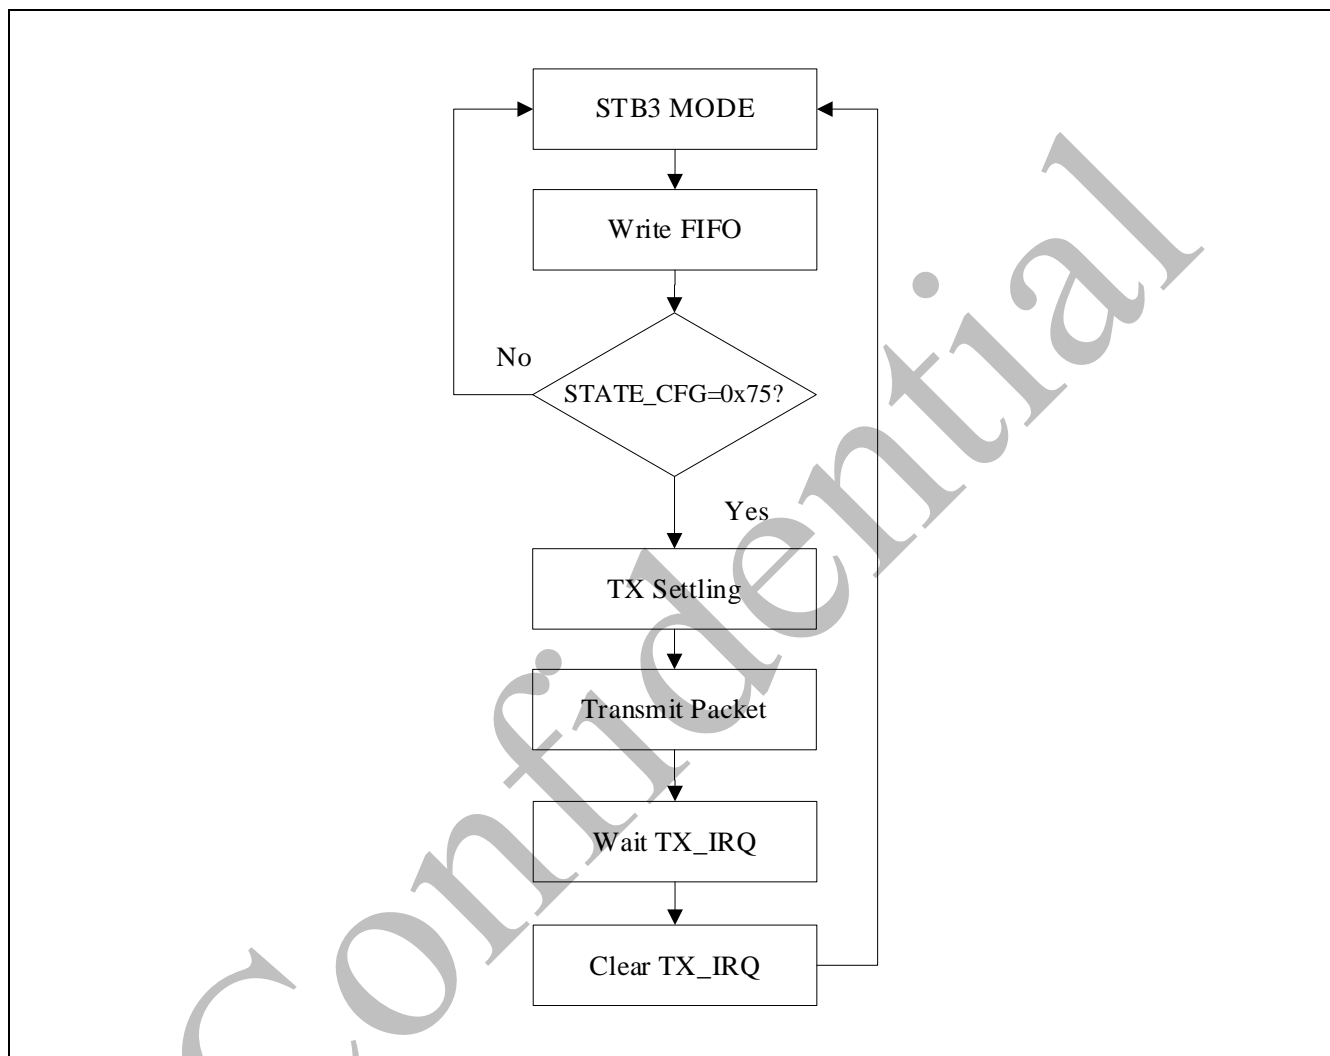 STB3 MODE
Write FIFO
No
STATE_CFG=0x75?
Yes
TX Settling
Transmit Packet
Wait TX_IRQ
Clear TX_IRQ
Confidential